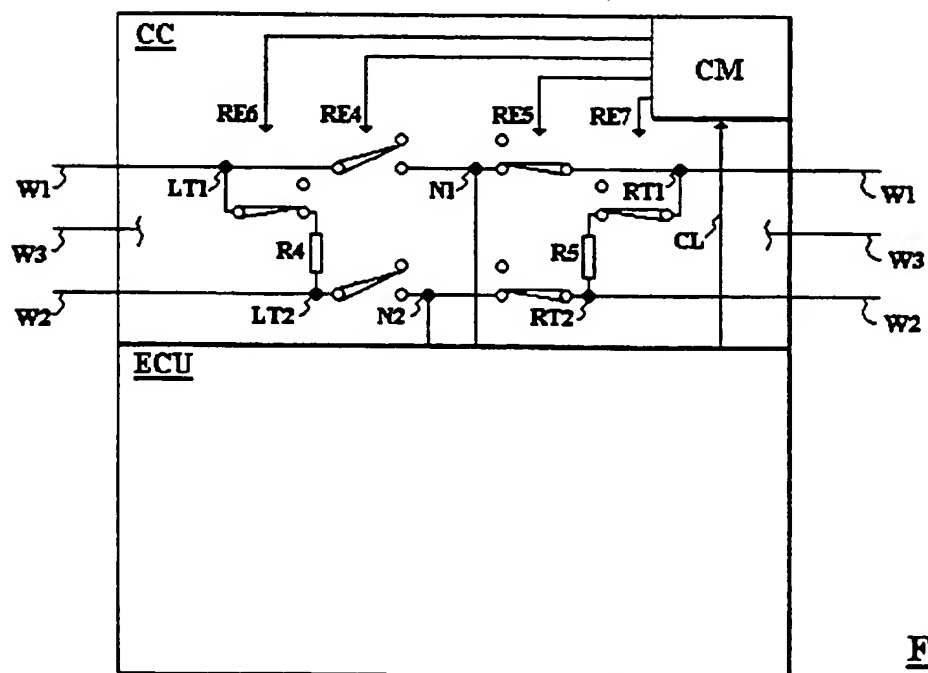 CC
CM
RE6 RE4 RE5 RE7
W1 LT1 N1 RT1 W1
W3 R4 R5 CL W3
W2 LT2 N2 RT2 W2
ECU
F